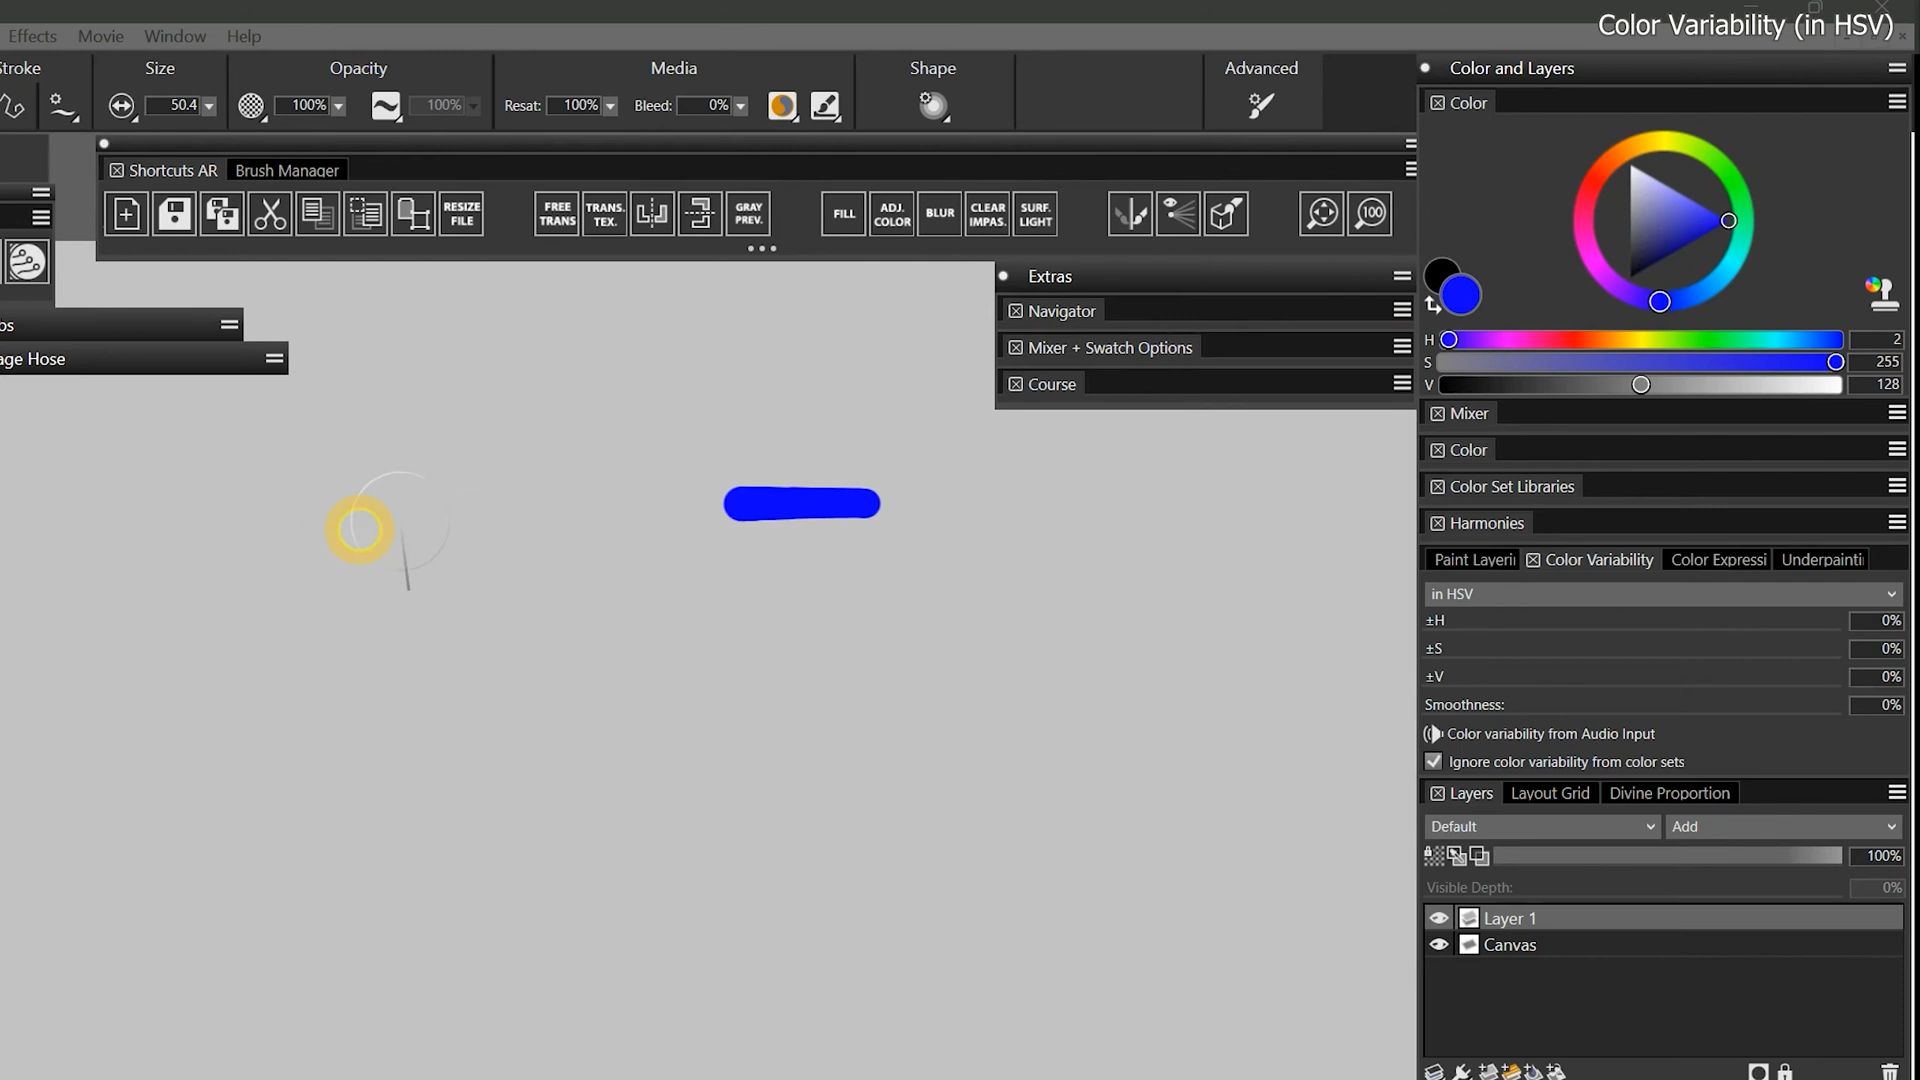 Color Variability (in HSV)
Effects Movie Window Help
Stroke Size Opacity Media Shape Advanced
50.4 100% 100% Resat: 100% Bleed: 0%
Color and Layers
Color
Shortcuts AR Brush Manager
RESIZE FILE FREE TRANS TRANS. TEX. GRAY PREV. FILL ADJ. COLOR BLUR CLEAR IMPAS. SURF. LIGHT 100
Extras
Navigator
Mixer + Swatch Options
Course
age Hose
H 2
S 255
V 128
Mixer
Color
Color Set Libraries
Harmonies
Paint Layeri Color Variability Color Expressi Underpainti
in HSV
±H 0%
±S 0%
±V 0%
Smoothness: 0%
Color variability from Audio Input
Ignore color variability from color sets
Layers Layout Grid Divine Proportion
Default Add
100%
Visible Depth: 0%
Layer 1
Canvas